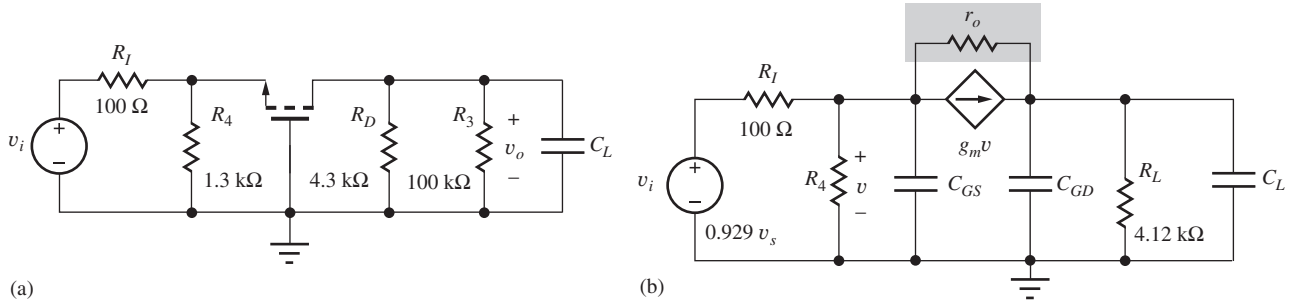 R_I
100 Ω
R_4
1.3 kΩ
v_i
+
−
R_D
4.3 kΩ
R_3
100 kΩ
+
v_o
−
C_L
(a)
r_o
R_I
100 Ω
g_m v
v_i
+
−
0.929 v_s
R_4
+
v
−
C_GS
C_GD
R_L
4.12 kΩ
C_L
(b)